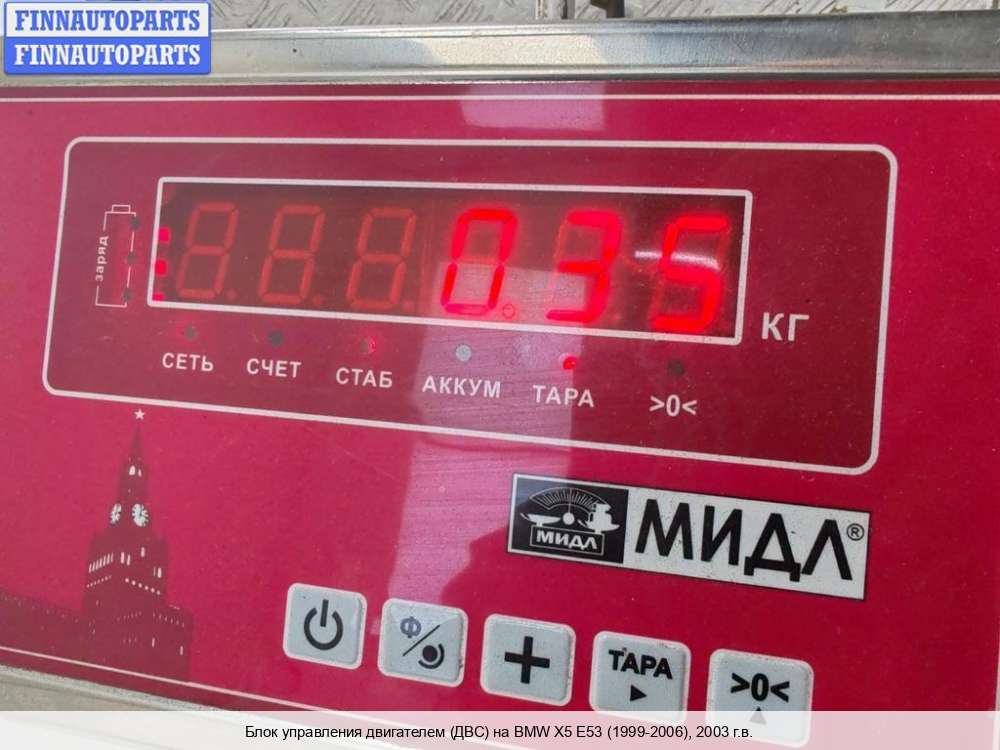 FINNAUTOPARTS
FINNAUTOPARTS
заряд
0.35
КГ
СЕТЬ СЧЕТ СТАБ АККУМ ТАРА >0<
МИДЛ
МИДЛ®
Ф
+
ТАРА
>0<
Блок управления двигателем (ДВС) на BMW X5 E53 (1999-2006), 2003 г.в.